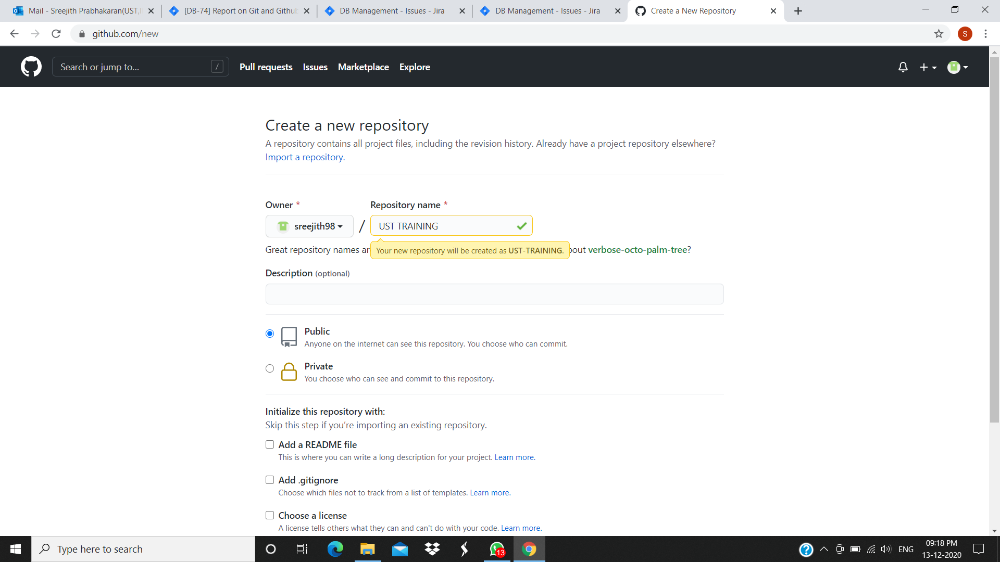 Mail - Sreejith Prabhakaran(UST,I
[DB-74] Report on Git and Github
DB Management - Issues - Jira
DB Management - Issues - Jira
Create a New Repository
github.com/new
S
Search or jump to...
/
Pull requests
Issues
Marketplace
Explore
Create a new repository
A repository contains all project files, including the revision history. Already have a project repository elsewhere?
Import a repository.
Owner *
Repository name *
sreejith98
/
UST TRAINING
Great repository names are
Your new repository will be created as UST-TRAINING.
bout verbose-octo-palm-tree?
Description (optional)
Public
Anyone on the internet can see this repository. You choose who can commit.
Private
You choose who can see and commit to this repository.
Initialize this repository with:
Skip this step if you’re importing an existing repository.
Add a README file
This is where you can write a long description for your project. Learn more.
Add .gitignore
Choose which files not to track from a list of templates. Learn more.
Choose a license
A license tells others what they can and can't do with your code. Learn more.
Type here to search
13
ENG
09:18 PM
13-12-2020